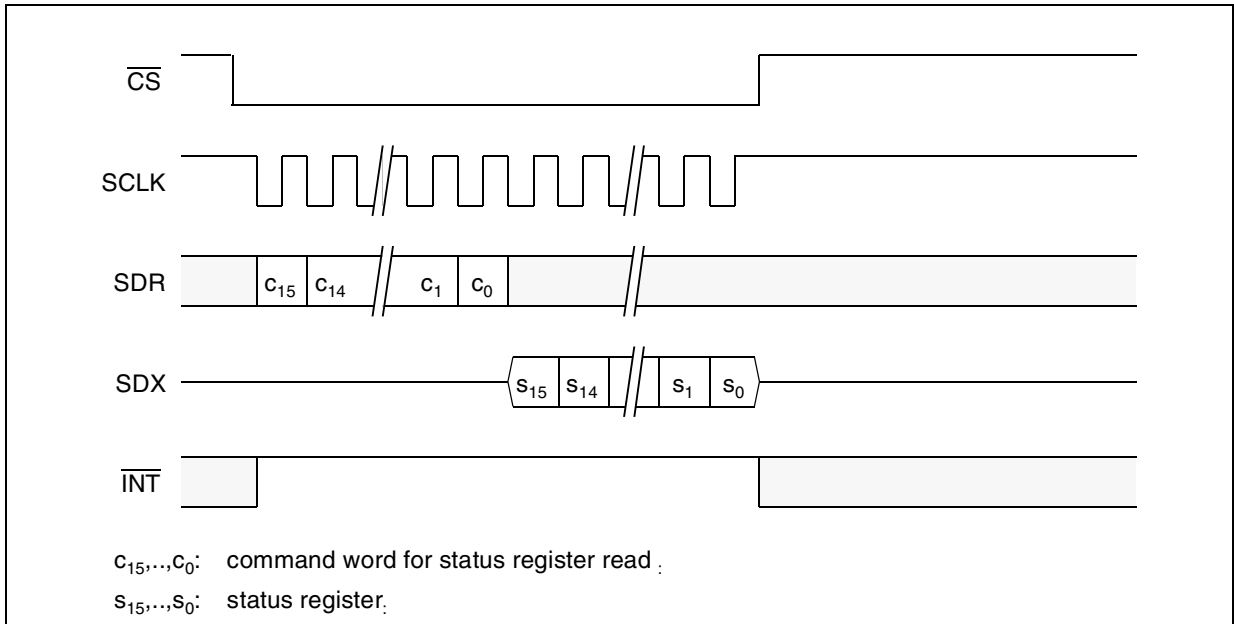 CS
SCLK
SDR c15 c14 c1 c0
SDX s15 s14 s1 s0
INT
c15,..,c0: command word for status register read :
s15,..,s0: status register: